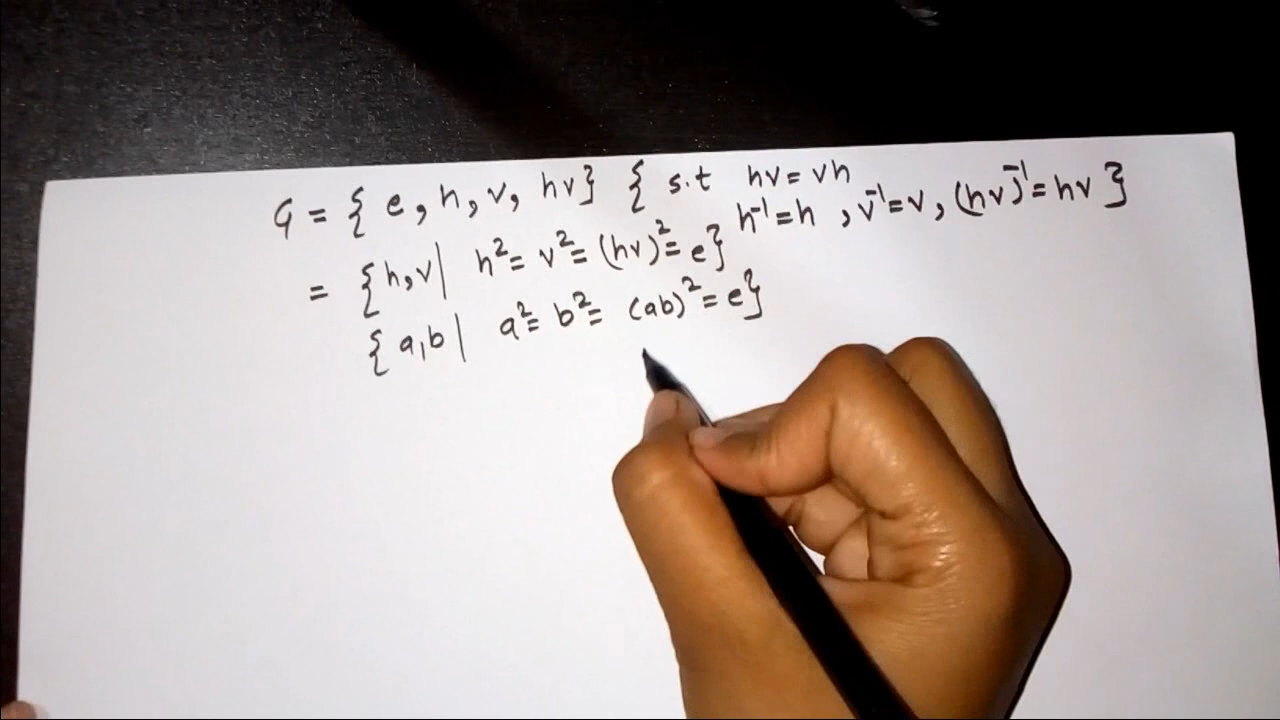 G = { e, h, v, hv} { s.t hv = vh
h⁻¹ = h , v⁻¹ = v, (hv)⁻¹ = hv }
= { h, v | h² = v² = (hv)² = e}
{ a, b | a² = b² = (ab)² = e}